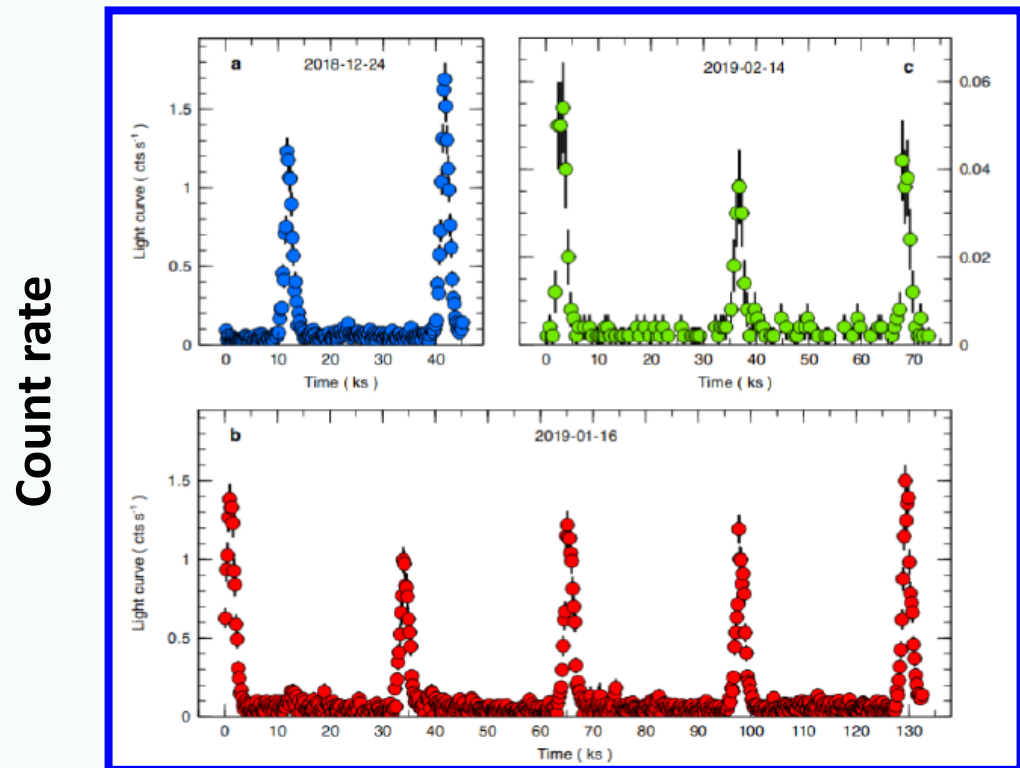 Count rate
a
2018-12-24
Light curve ( cts s⁻¹ )
1.5
1
0.5
0
0 10 20 30 40
Time ( ks )
2019-02-14
c
0.06
0.04
0.02
0
0 10 20 30 40 50 60 70
Time ( ks )
b
2019-01-16
Light curve ( cts s⁻¹ )
1.5
1
0.5
0
0 10 20 30 40 50 60 70 80 90 100 110 120 130
Time ( ks )